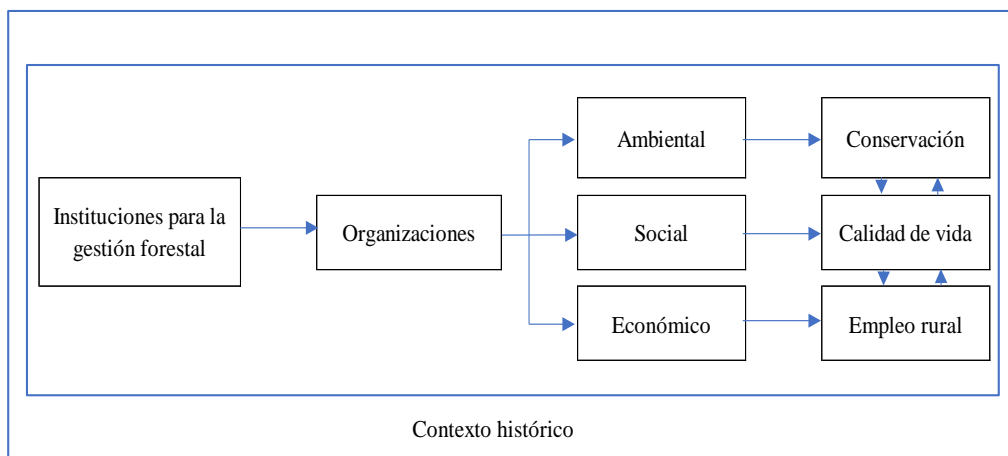 Instituciones para la
gestión forestal
Organizaciones
Ambiental
Social
Económico
Conservación
Calidad de vida
Empleo rural
Contexto histórico